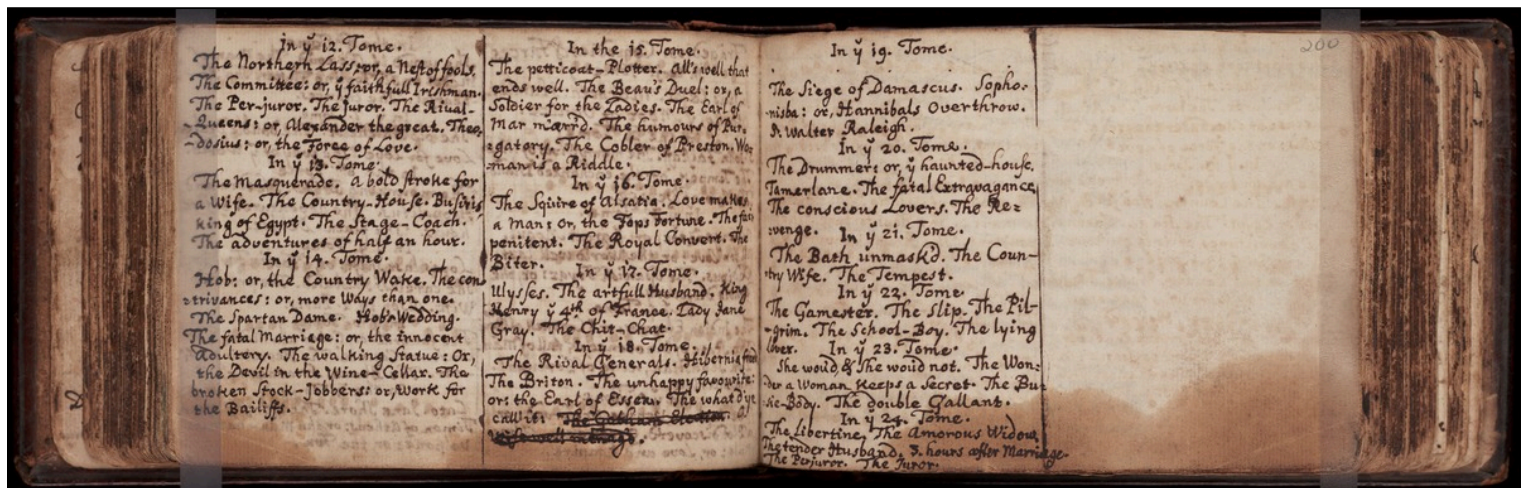 In ẏ 12. Tome.
The Northern Lass: or, a Nest of fools.
The Committee: or, ẏ faithfull Irishman.
The Per-juror. The Juror. The Rival-
-Queens: or, Alexander the great. Theo,
-dosius: or, the Force of Love.
In ẏ 13. Tome.
The Masquerade. a bold stroke for
a Wife. The Country-House. Busiris
king of Egypt. The Stage-Coach.
The adventures of half an hour.
In ẏ 14. Tome.
Hob: or, the Country Wake. The con
=trivances: or, more Ways than one.
The Spartan Dame. Hob's Wedding.
The fatal Marriage: or, the innocent
Adultery. The walking Statue: Or,
the Devil in the Wine-Cellar. The
broken Stock-Jobbers: or, Work for
the Bailiffs.
In the 15. Tome.
The petticoat-Plotter. All's well that
ends well. The Beau's Duel: or, a
Soldier for the Ladies. The Earl of
Mar marr'd. The humours of Pur-
=gatory. The Cobler of Preston. Wo=
=man is a Riddle.
In ẏ 16. Tome.
The Squire of Alsatia. Love makes
a Man: Or, the Fops Fortune. The fair
penitent. The Royal Convert. The
Biter.
In ẏ 17. Tome.
Ulysses. The artfull Husband. King
Henry ẏ 4th of France. Lady Jane
Gray. The Chit-Chat.
In ẏ 18. Tome.
The Rival Generals. Hibernia
The Briton. The unhappy favourite:
or: the Earl of Essex. The what d'ye
call it: The Gotham Election. A
Wife well manag'd.
In ẏ 19. Tome.
The Siege of Damascus. Sopho-
-nisba: or, Hannibals Overthrow.
Sr. Walter Raleigh.
In ẏ 20. Tome.
The Drummer: or, ẏ haunted-house.
Tamerlane. The fatal Extravagance
The conscious Lovers. The Re=
=venge.
In ẏ 21. Tome.
The Bath unmask'd. The Coun-
-try Wife. The Tempest.
In ẏ 22. Tome.
The Gamester. The Slip. The Pil-
-grim. The School-Boy. The lying
lover.
In ẏ 23. Tome.
She would, & She would not. The Won:
-der a Woman keeps a Secret. The Bu=
-sie-Body. The double Gallant.
In ẏ 24. Tome.
The Libertine. The Amorous Widow
The tender Husband. 3. hours after Marriage-
The Perjuror. The Juror.
200